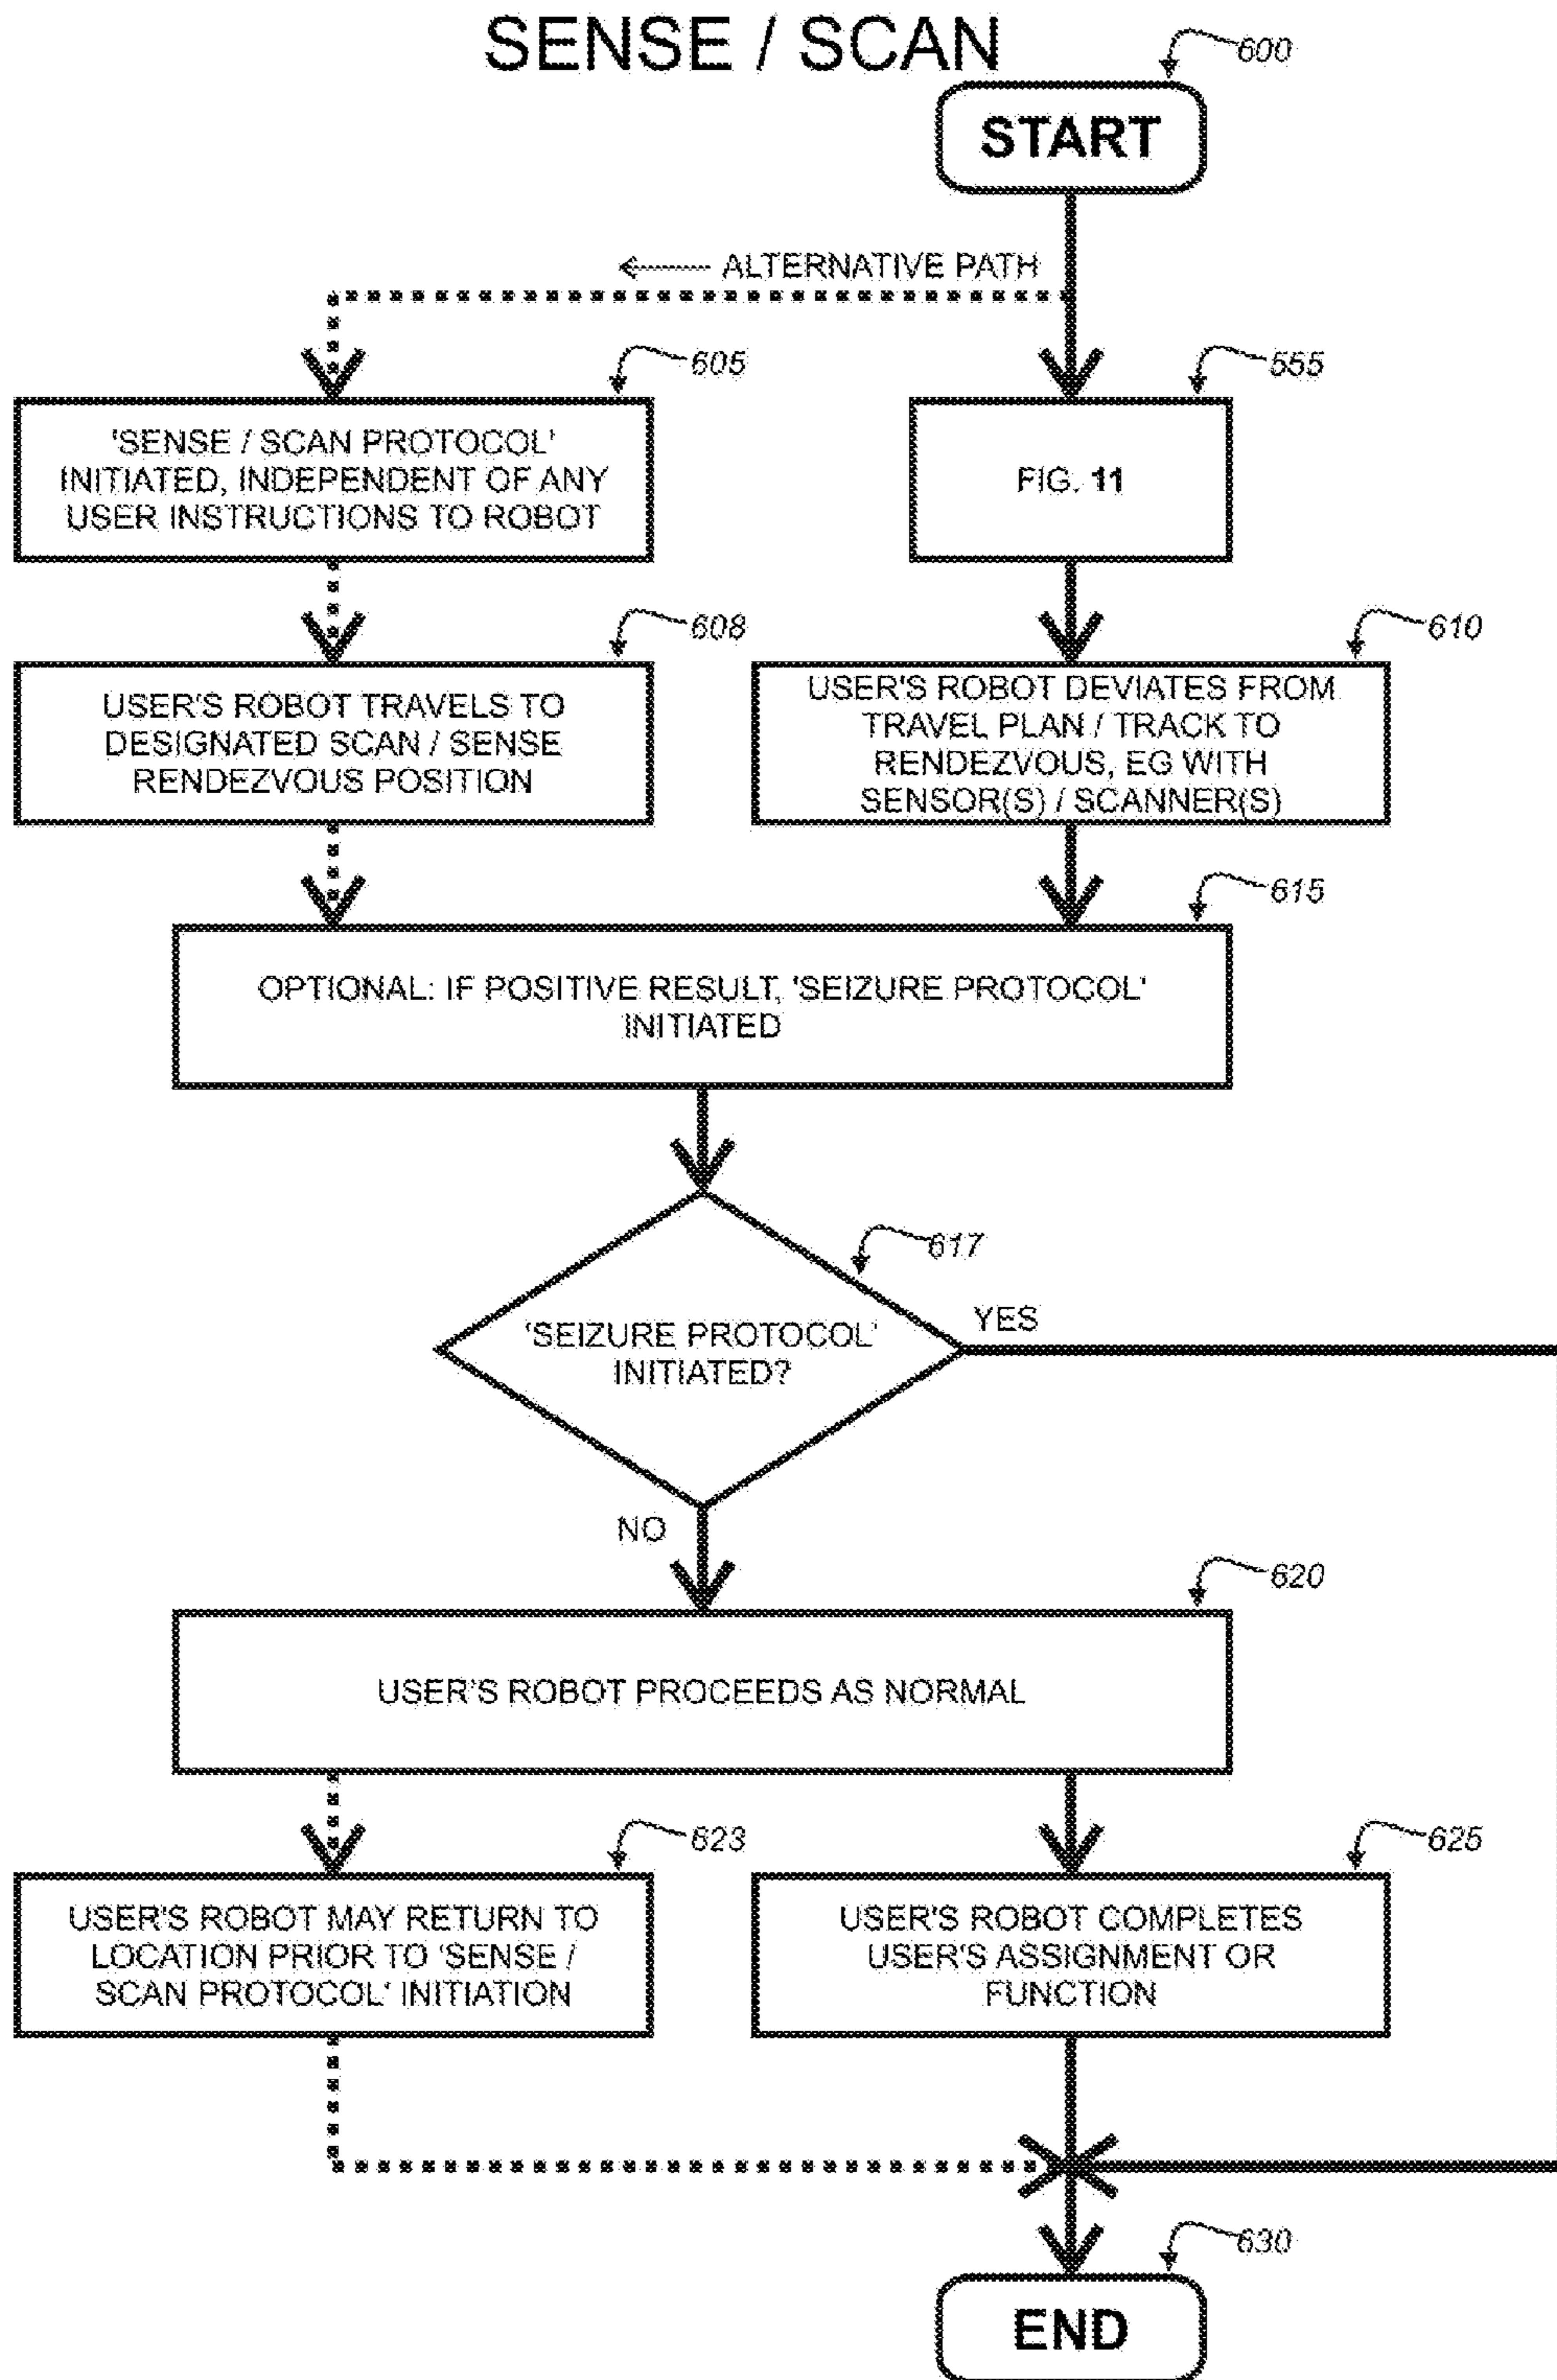 SENSE / SCAN
600
START
ALTERNATIVE PATH
605
555
'SENSE / SCAN PROTOCOL'
INITIATED, INDEPENDENT OF ANY
USER INSTRUCTIONS TO ROBOT
FIG. 11
608
610
USER'S ROBOT TRAVELS TO
DESIGNATED SCAN / SENSE
RENDEZVOUS POSITION
USER'S ROBOT DEVIATES FROM
TRAVEL PLAN / TRACK TO
RENDEZVOUS, EG WITH
SENSOR(S) / SCANNER(S)
615
OPTIONAL: IF POSITIVE RESULT, 'SEIZURE PROTOCOL'
INITIATED
617
'SEIZURE PROTOCOL'
INITIATED?
YES
NO
620
USER'S ROBOT PROCEEDS AS NORMAL
623
625
USER'S ROBOT MAY RETURN TO
LOCATION PRIOR TO 'SENSE /
SCAN PROTOCOL' INITIATION
USER'S ROBOT COMPLETES
USER'S ASSIGNMENT OR
FUNCTION
630
END